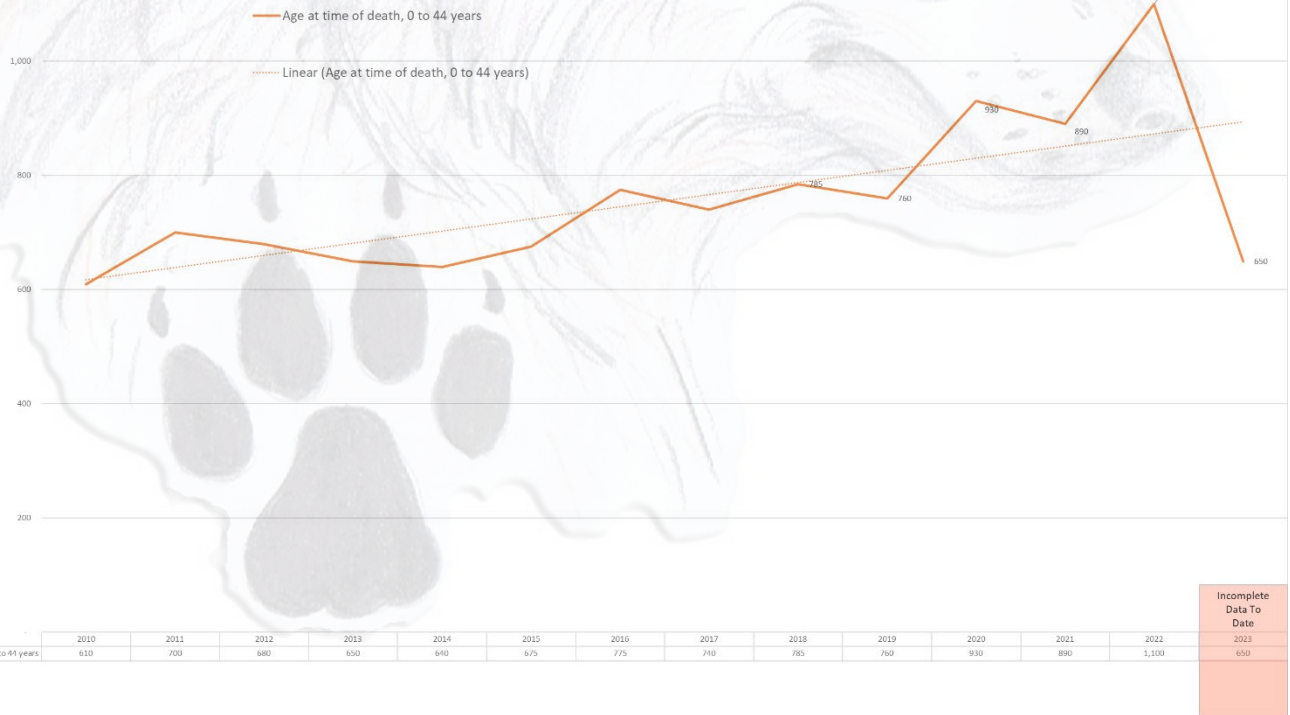 Age at time of death, 0 to 44 years
1,000
Linear (Age at time of death, 0 to 44 years)
930
890
800
785
760
650
600
400
200
Incomplete
Data To
Date
-
2010 2011 2012 2013 2014 2015 2016 2017 2018 2019 2020 2021 2022 2023
to 44 years 610 700 680 650 640 675 775 740 785 760 930 890 1,100 650